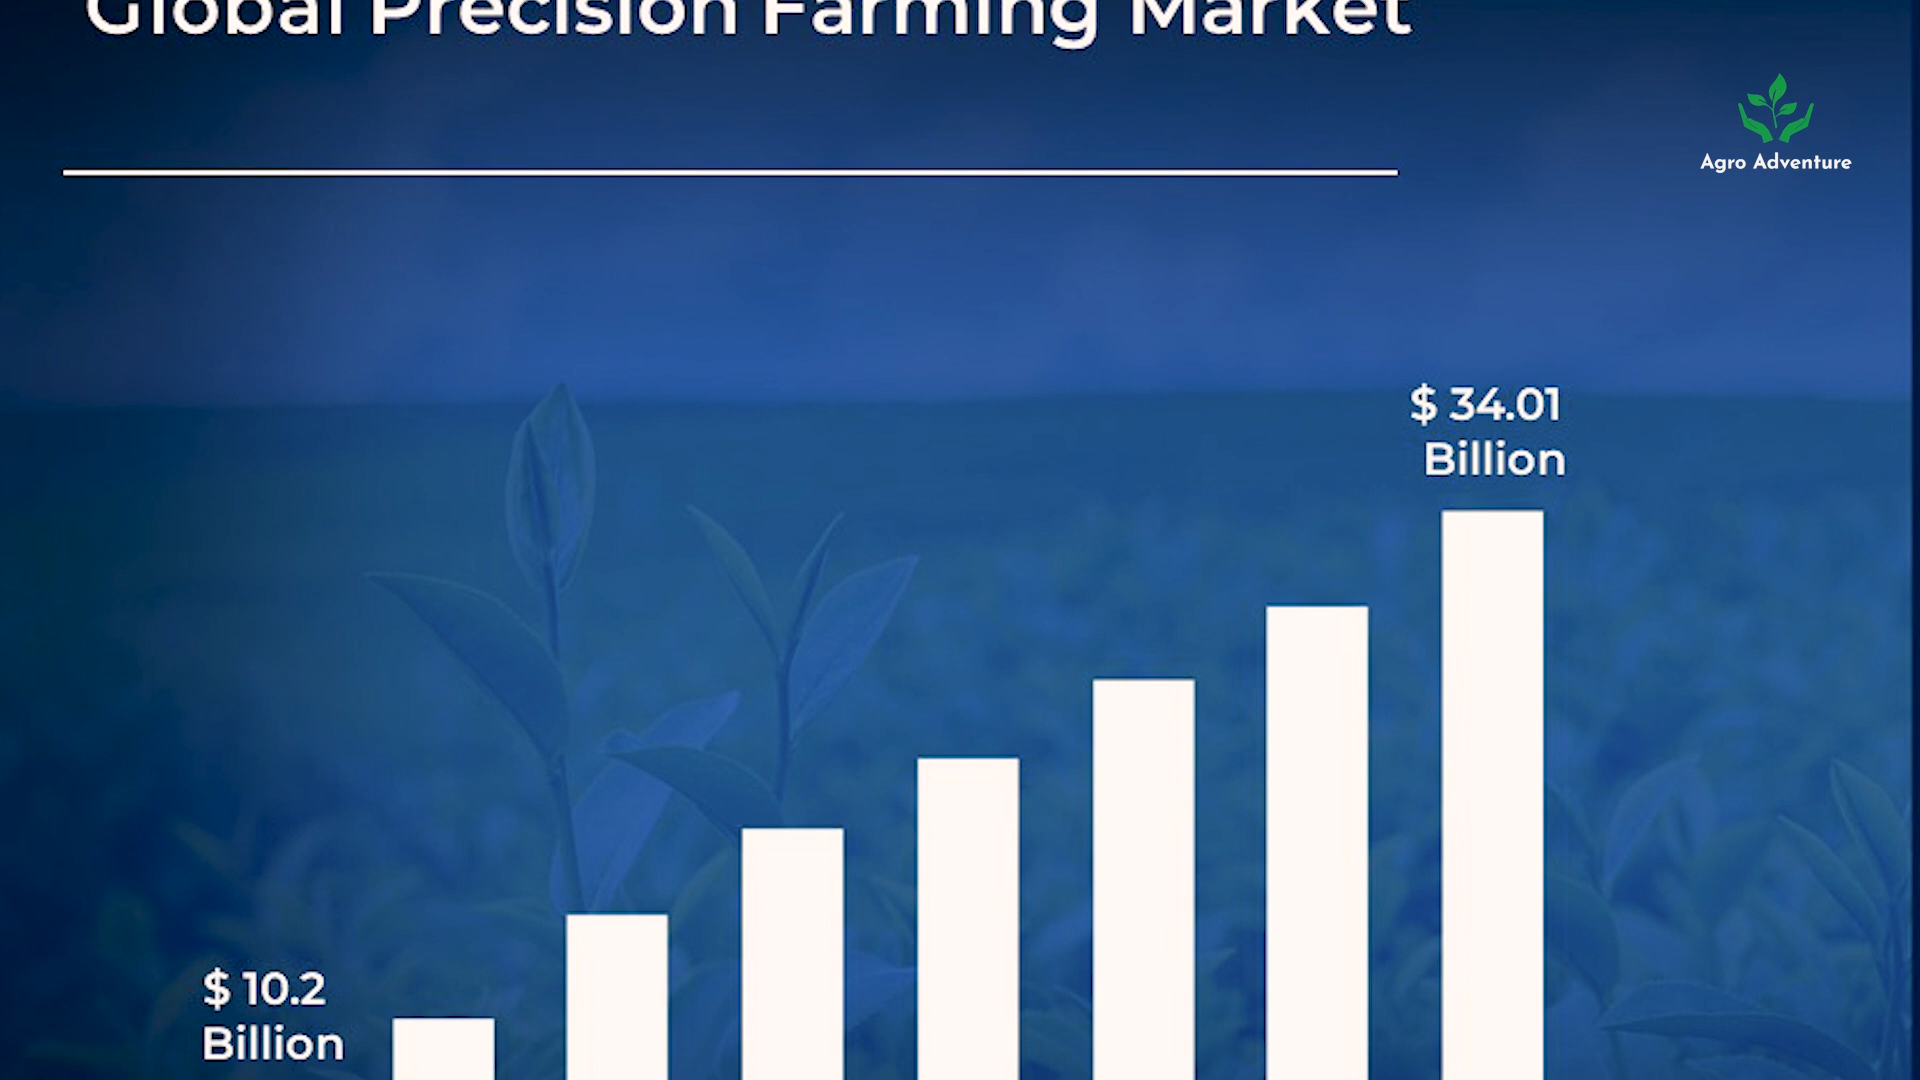 Global Precision Farming Market
Agro Adventure
$ 34.01
Billion
$ 10.2
Billion